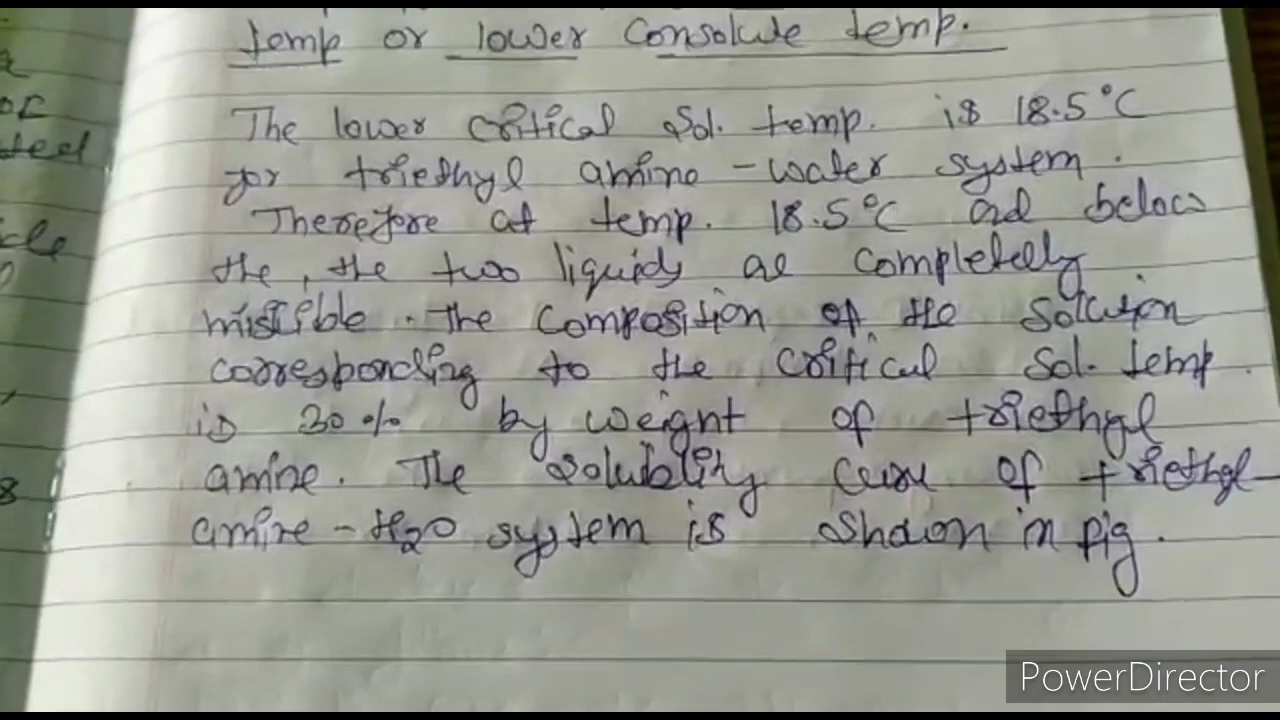 temp or lower Consolute temp.
The lower critical Sol. temp. is 18.5°C
for triethyl amine - water system.
Therefore at temp. 18.5°C and below
the, the two liquids are completely
miscible. The composition of the solution
corresponding to the critical sol. temp.
is 30% by weight of triethyl
amine. The solubility curve of triethyl-
amine - H₂O system is shown in fig.
PowerDirector